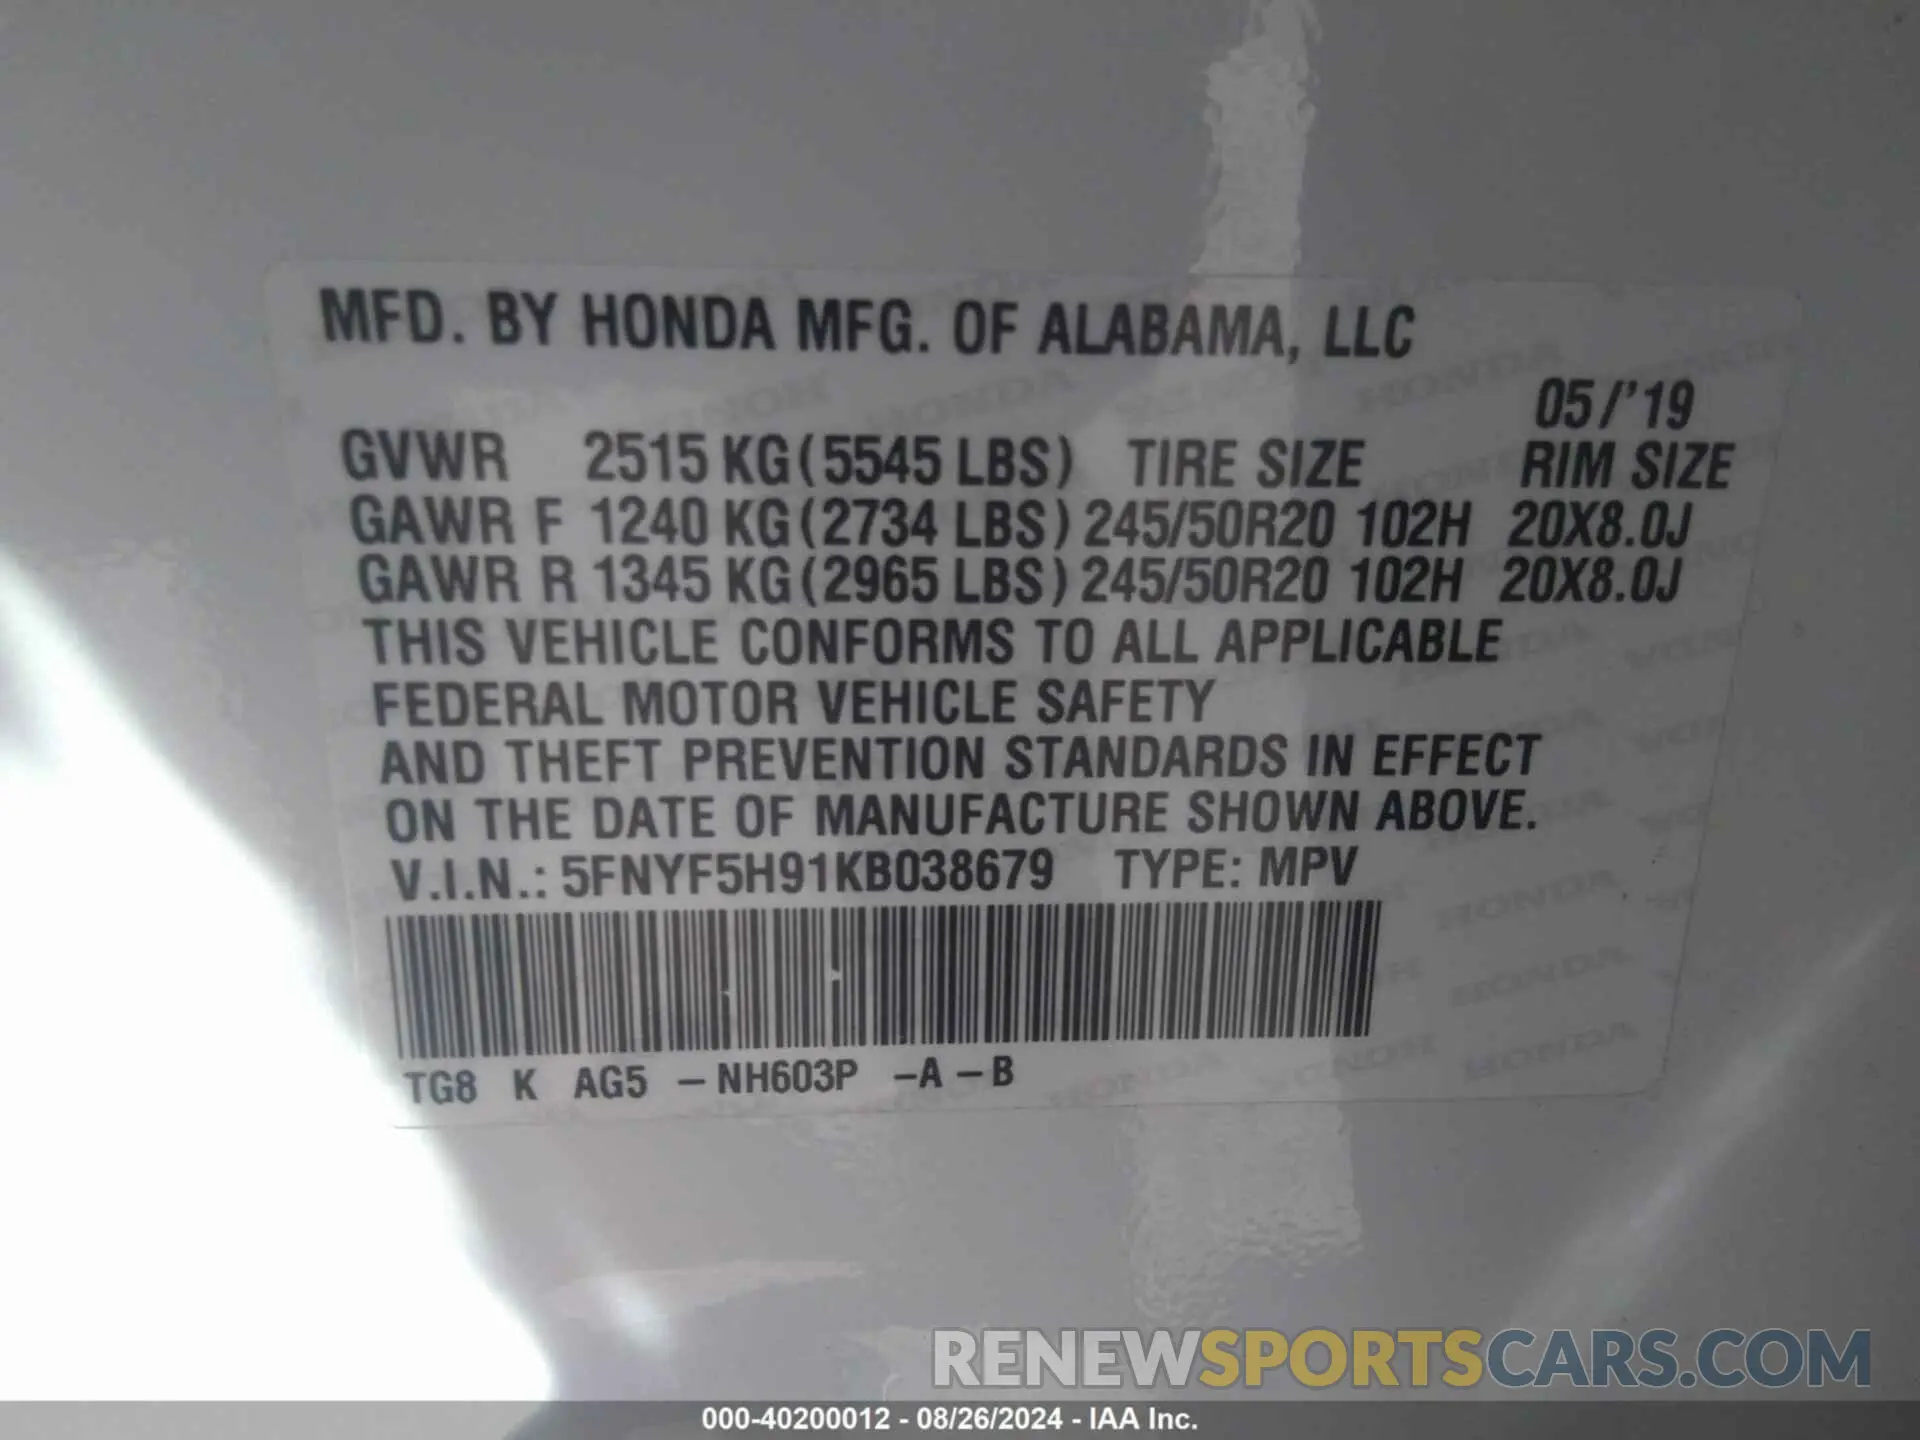 MFD. BY HONDA MFG. OF ALABAMA, LLC
05/'19
GVWR 2515 KG (5545 LBS) TIRE SIZE RIM SIZE
GAWR F 1240 KG (2734 LBS) 245/50R20 102H 20X8.0J
GAWR R 1345 KG (2965 LBS) 245/50R20 102H 20X8.0J
THIS VEHICLE CONFORMS TO ALL APPLICABLE
FEDERAL MOTOR VEHICLE SAFETY
AND THEFT PREVENTION STANDARDS IN EFFECT
ON THE DATE OF MANUFACTURE SHOWN ABOVE.
V.I.N.: 5FNYF5H91KB038679 TYPE: MPV
TG8 K AG5 – NH603P –A – B
RENEWSPORTSCARS.COM
000-40200012 - 08/26/2024 - IAA Inc.